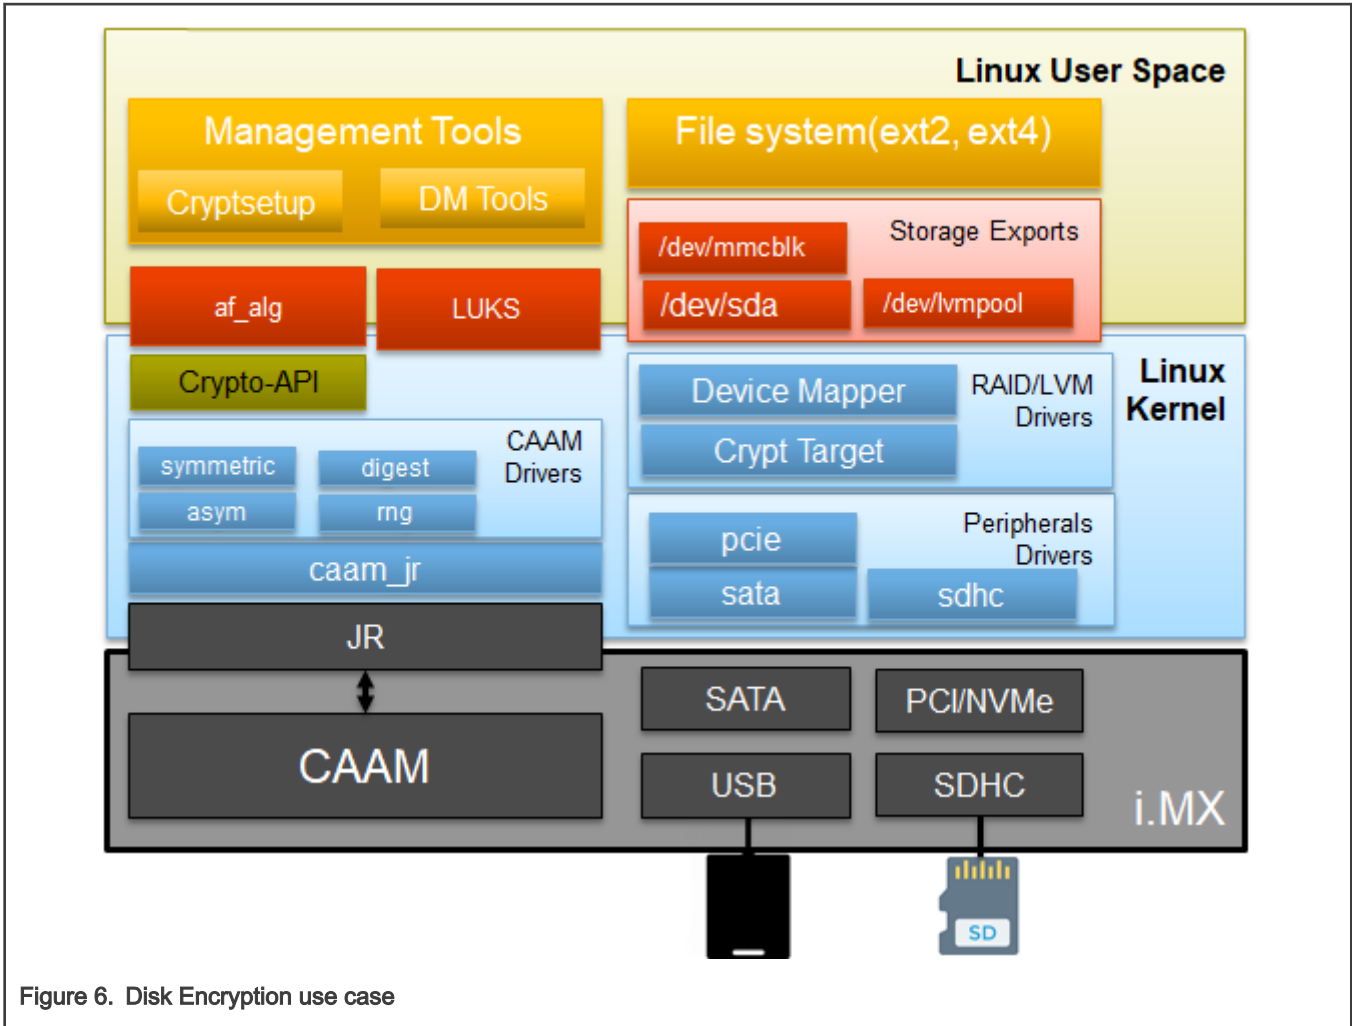 Linux User Space
Management Tools
Cryptsetup
DM Tools
File system(ext2, ext4)
Storage Exports
/dev/mmcblk
/dev/sda
/dev/lvmpool
af_alg
LUKS
Crypto-API
Linux
Kernel
CAAM
Drivers
symmetric
digest
asym
rng
caam_jr
Device Mapper
Crypt Target
RAID/LVM
Drivers
Peripherals
Drivers
pcie
sata
sdhc
JR
CAAM
SATA
PCI/NVMe
USB
SDHC
i.MX
SD
Figure 6. Disk Encryption use case